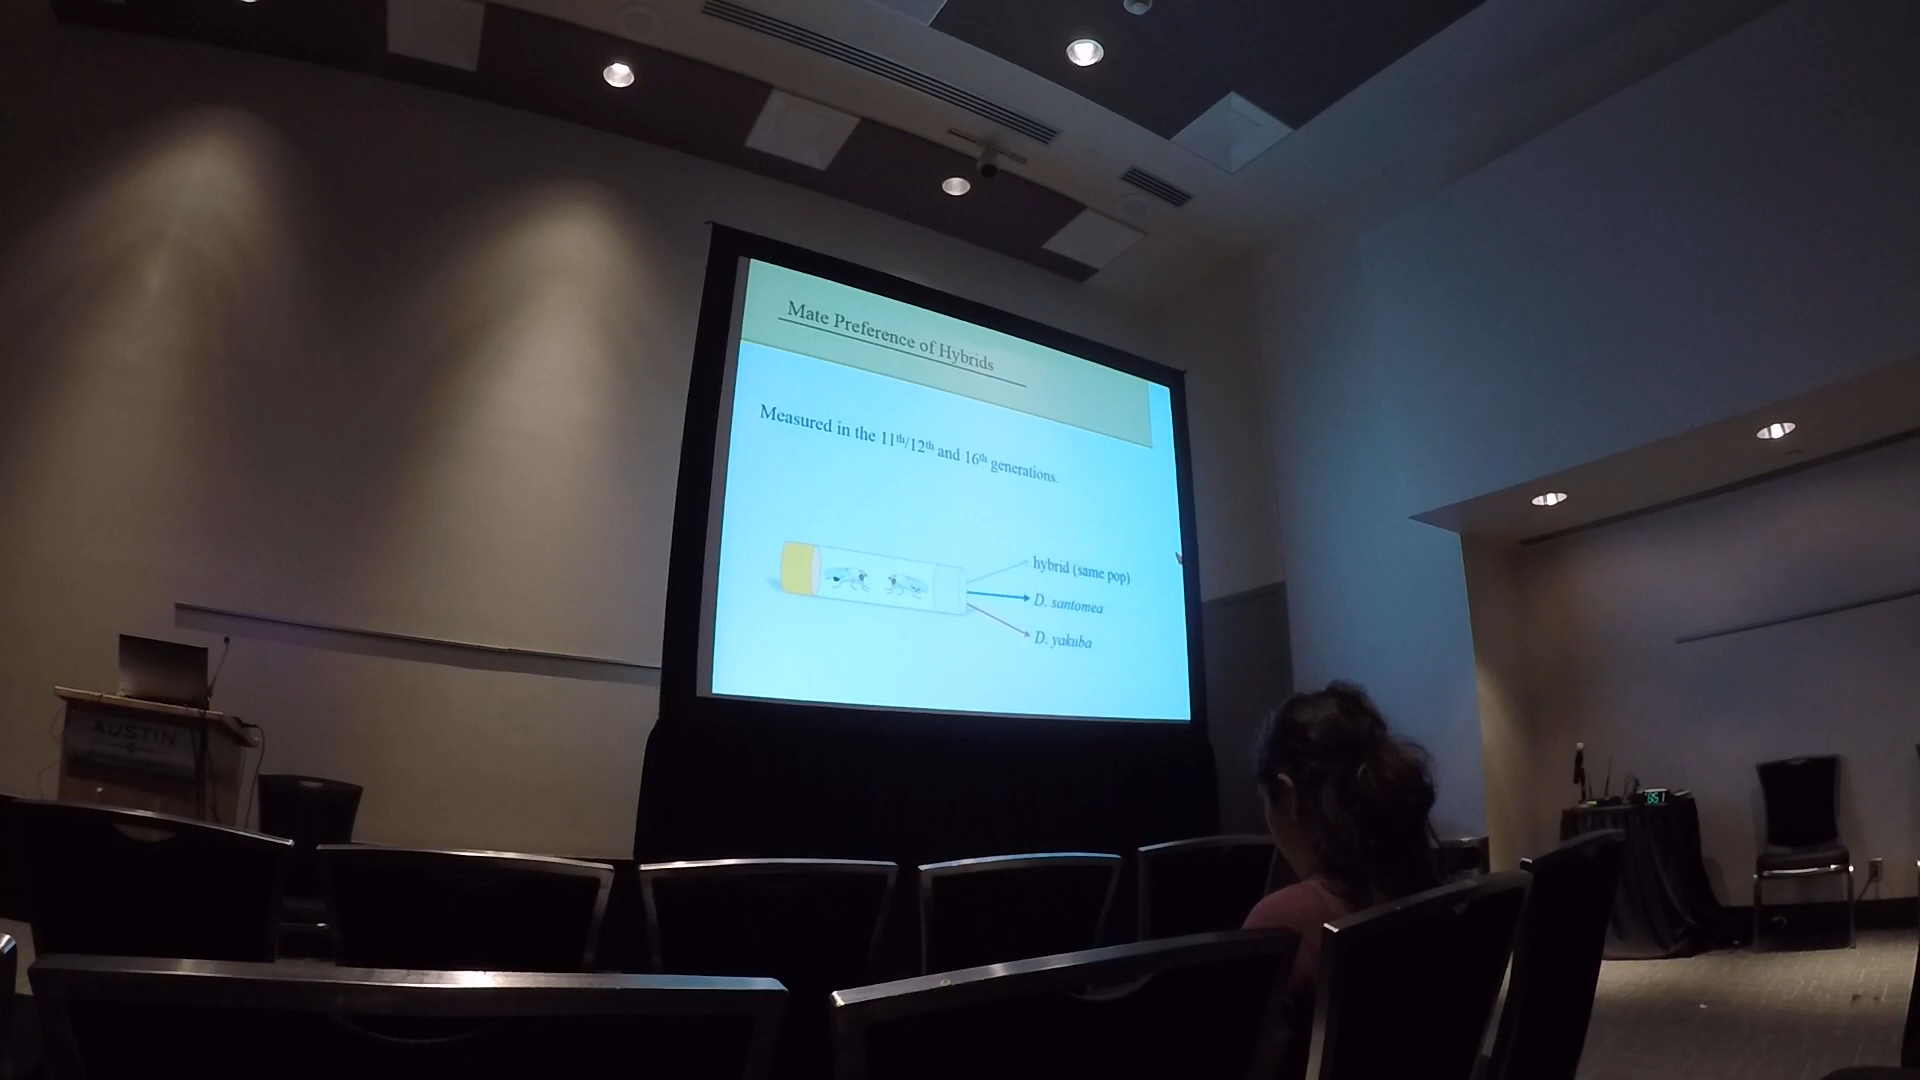 Mate Preference of Hybrids
Measured in the 11th/12th and 16th generations.
hybrid (same pop)
D. santomea
D. yakuba
AUSTIN